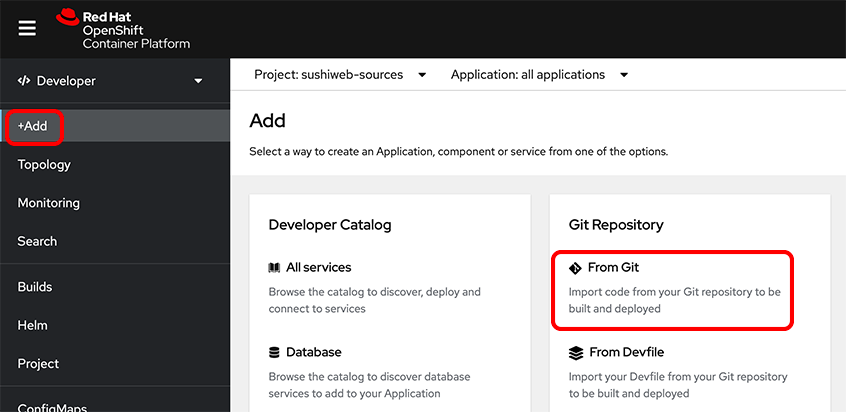 Red Hat
OpenShift
Container Platform
Developer
Project: sushiweb-sources
Application: all applications
+Add
Topology
Monitoring
Search
Builds
Helm
Project
ConfigMaps
Add
Select a way to create an Application, component or service from one of the options.
Developer Catalog
All services
Browse the catalog to discover, deploy and
connect to services
Database
Browse the catalog to discover database
services to add to your Application
Git Repository
From Git
Import code from your Git repository to be
built and deployed
From Devfile
Import your Devfile from your Git repository
to be built and deployed